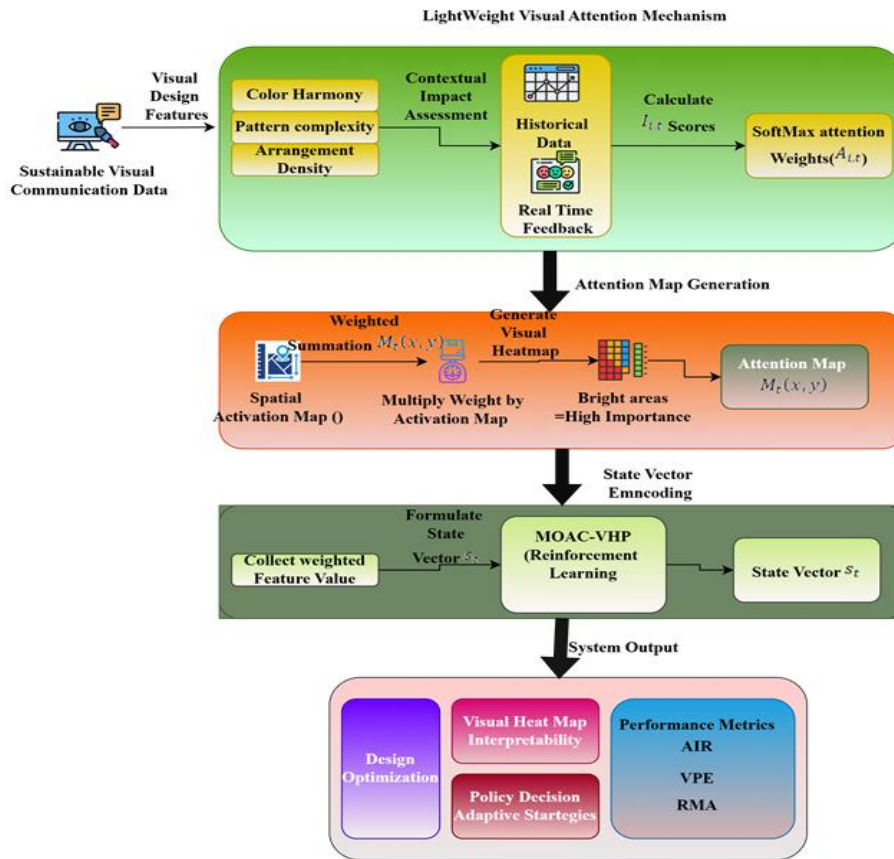 LightWeight Visual Attention Mechanism
Visual
Design
Features
Sustainable Visual
Communication Data
Color Harmony
Pattern complexity
Arrangement
Density
Contextual
Impact
Assessment
Historical
Data
Real Time
Feedback
Calculate
I_{i,t} Scores
SoftMax attention
Weights(A_{i,t})
Attention Map Generation
Weighted
Summation M_t(x, y)
Spatial
Activation Map ()
Multiply Weight by
Activation Map
Generate
Visual
Heatmap
Bright areas
=High Importance
Attention Map
M_t(x, y)
State Vector
Emncoding
Collect weighted
Feature Value
Formulate
State
Vector s_t
MOAC-VHP
(Reinforcement
Learning
State Vector s_t
System Output
Design
Optimization
Visual Heat Map
Interpretability
Policy Decision
Adaptive Startegies
Performance Metrics
AIR
VPE
RMA